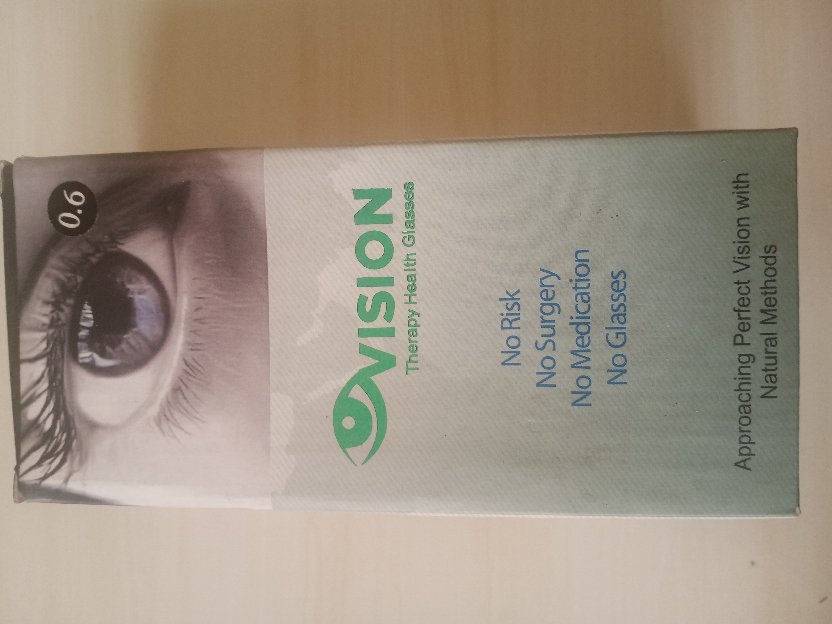 0.6
VISION
Therapy Health Glasses
No Risk
No Surgery
No Medication
No Glasses
Approaching Perfect Vision with
Natural Methods